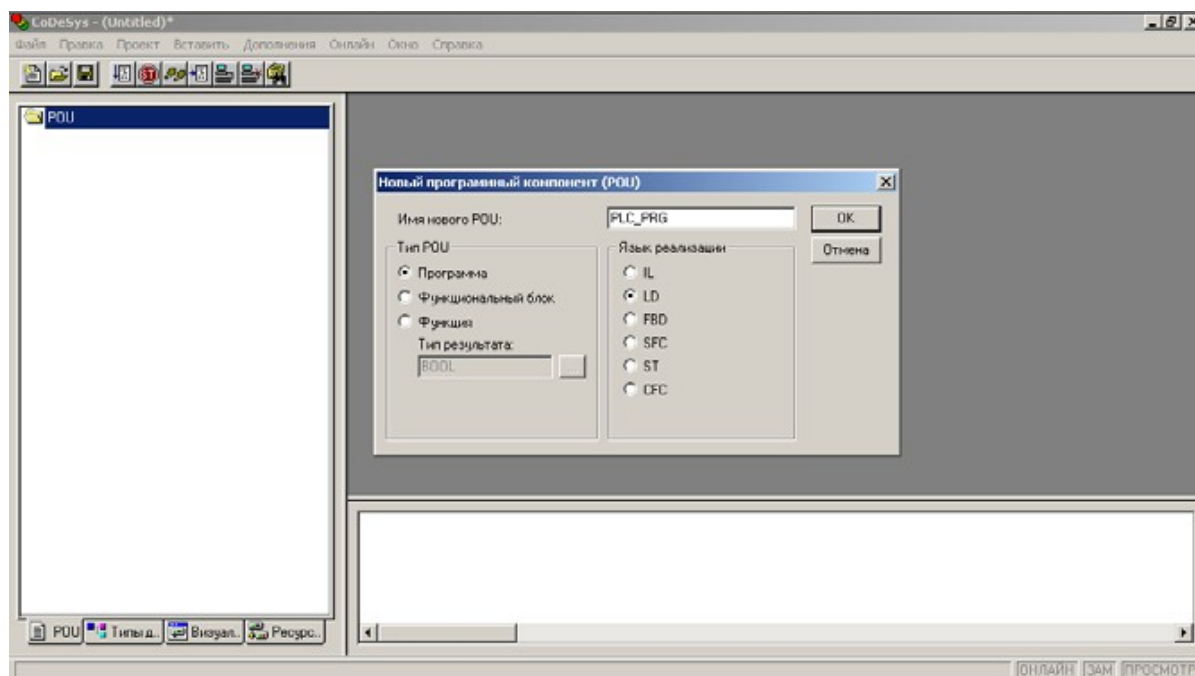 CoDeSys - (Untitled)*
Файл Правка Проект Вставить Дополнения Онлайн Окно Справка
POU
Новый программный компонент (POU)
Имя нового POU:
PLC_PRG
OK
Отмена
Тип POU
Программа
Функциональный блок
Функция
Тип результата:
BOOL
...
Язык реализации
IL
LD
FBD
SFC
ST
CFC
POU
Типы д..
Визуал..
Ресурс..
ОНЛАЙН ЗАМ ПРОСМОТР